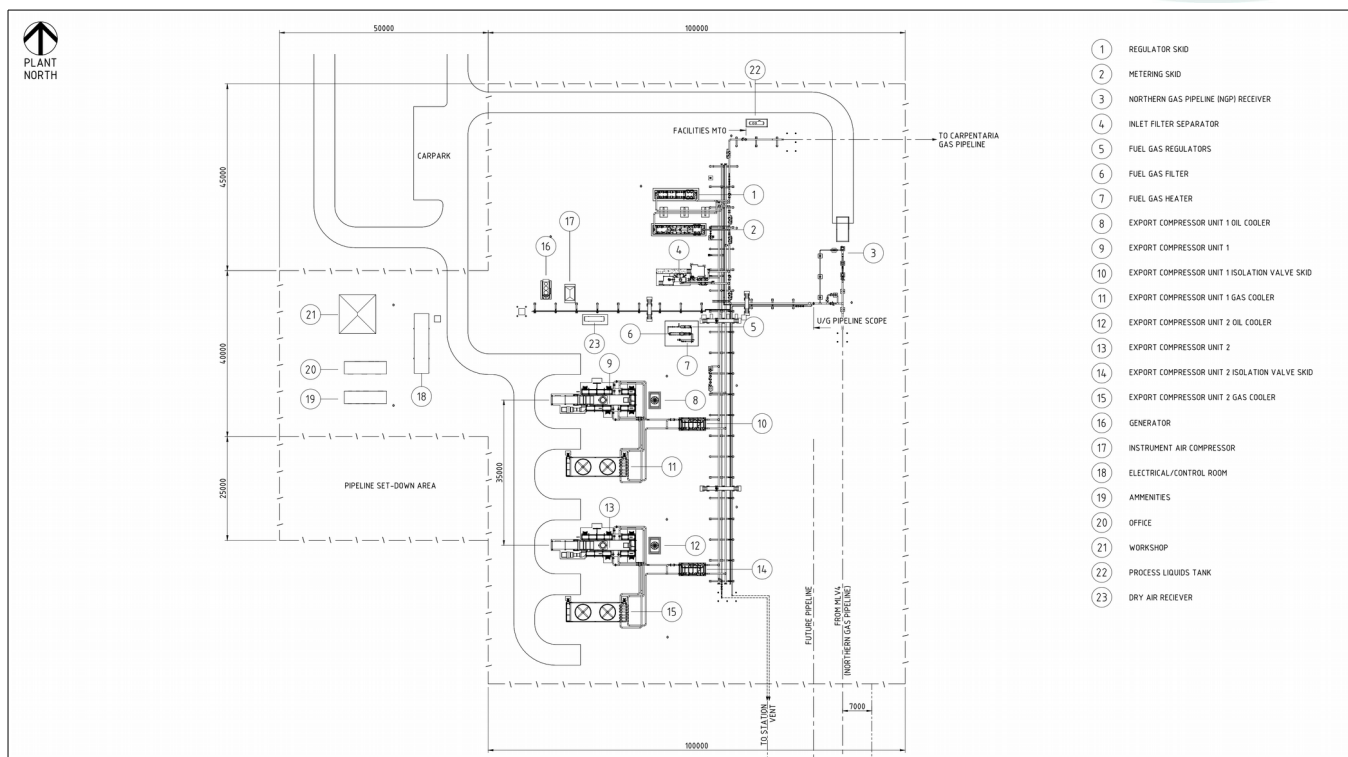 PLANT
NORTH
50000
100000
45000
40000
25000
35000
CARPARK
FACILITIES MTO
TO CARPENTARIA
GAS PIPELINE
22
1
2
3
4
17
16
U/G PIPELINE SCOPE
5
6
7
23
21
20
19
18
9
8
10
11
PIPELINE SET-DOWN AREA
13
12
14
15
FUTURE PIPELINE
FROM MLV4
(NORTHERN GAS PIPELINE)
TO STATION
VENT
7000
100000
1 REGULATOR SKID
2 METERING SKID
3 NORTHERN GAS PIPELINE (NGP) RECEIVER
4 INLET FILTER SEPARATOR
5 FUEL GAS REGULATORS
6 FUEL GAS FILTER
7 FUEL GAS HEATER
8 EXPORT COMPRESSOR UNIT 1 OIL COOLER
9 EXPORT COMPRESSOR UNIT 1
10 EXPORT COMPRESSOR UNIT 1 ISOLATION VALVE SKID
11 EXPORT COMPRESSOR UNIT 1 GAS COOLER
12 EXPORT COMPRESSOR UNIT 2 OIL COOLER
13 EXPORT COMPRESSOR UNIT 2
14 EXPORT COMPRESSOR UNIT 2 ISOLATION VALVE SKID
15 EXPORT COMPRESSOR UNIT 2 GAS COOLER
16 GENERATOR
17 INSTRUMENT AIR COMPRESSOR
18 ELECTRICAL/CONTROL ROOM
19 AMMENITIES
20 OFFICE
21 WORKSHOP
22 PROCESS LIQUIDS TANK
23 DRY AIR RECIEVER